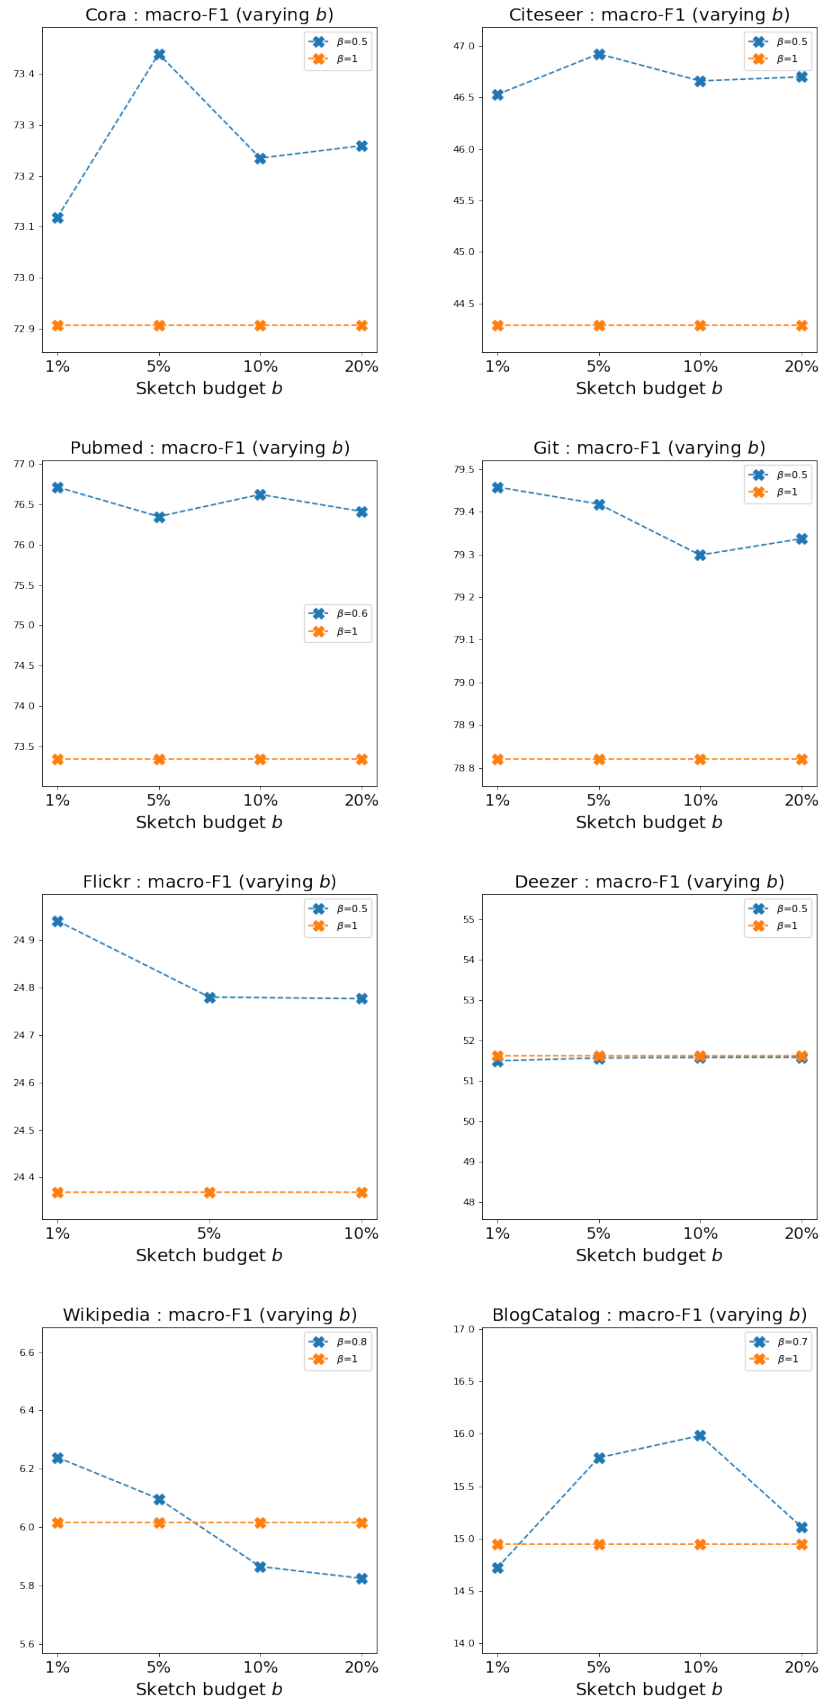 Cora : macro-F1 (varying b)
β=0.5
β=1
73.4
73.3
73.2
73.1
73.0
72.9
1% 5% 10% 20%
Sketch budget b
Citeseer : macro-F1 (varying b)
β=0.5
β=1
47.0
46.5
46.0
45.5
45.0
44.5
1% 5% 10% 20%
Sketch budget b
Pubmed : macro-F1 (varying b)
77.0
76.5
76.0
75.5
β=0.6
β=1
75.0
74.5
74.0
73.5
1% 5% 10% 20%
Sketch budget b
Git : macro-F1 (varying b)
β=0.5
β=1
79.5
79.4
79.3
79.2
79.1
79.0
78.9
78.8
1% 5% 10% 20%
Sketch budget b
Flickr : macro-F1 (varying b)
β=0.5
β=1
24.9
24.8
24.7
24.6
24.5
24.4
1% 5% 10%
Sketch budget b
Deezer : macro-F1 (varying b)
β=0.5
β=1
55
54
53
52
51
50
49
48
1% 5% 10% 20%
Sketch budget b
Wikipedia : macro-F1 (varying b)
β=0.8
β=1
6.6
6.4
6.2
6.0
5.8
5.6
1% 5% 10% 20%
Sketch budget b
BlogCatalog : macro-F1 (varying b)
β=0.7
β=1
17.0
16.5
16.0
15.5
15.0
14.5
14.0
1% 5% 10% 20%
Sketch budget b